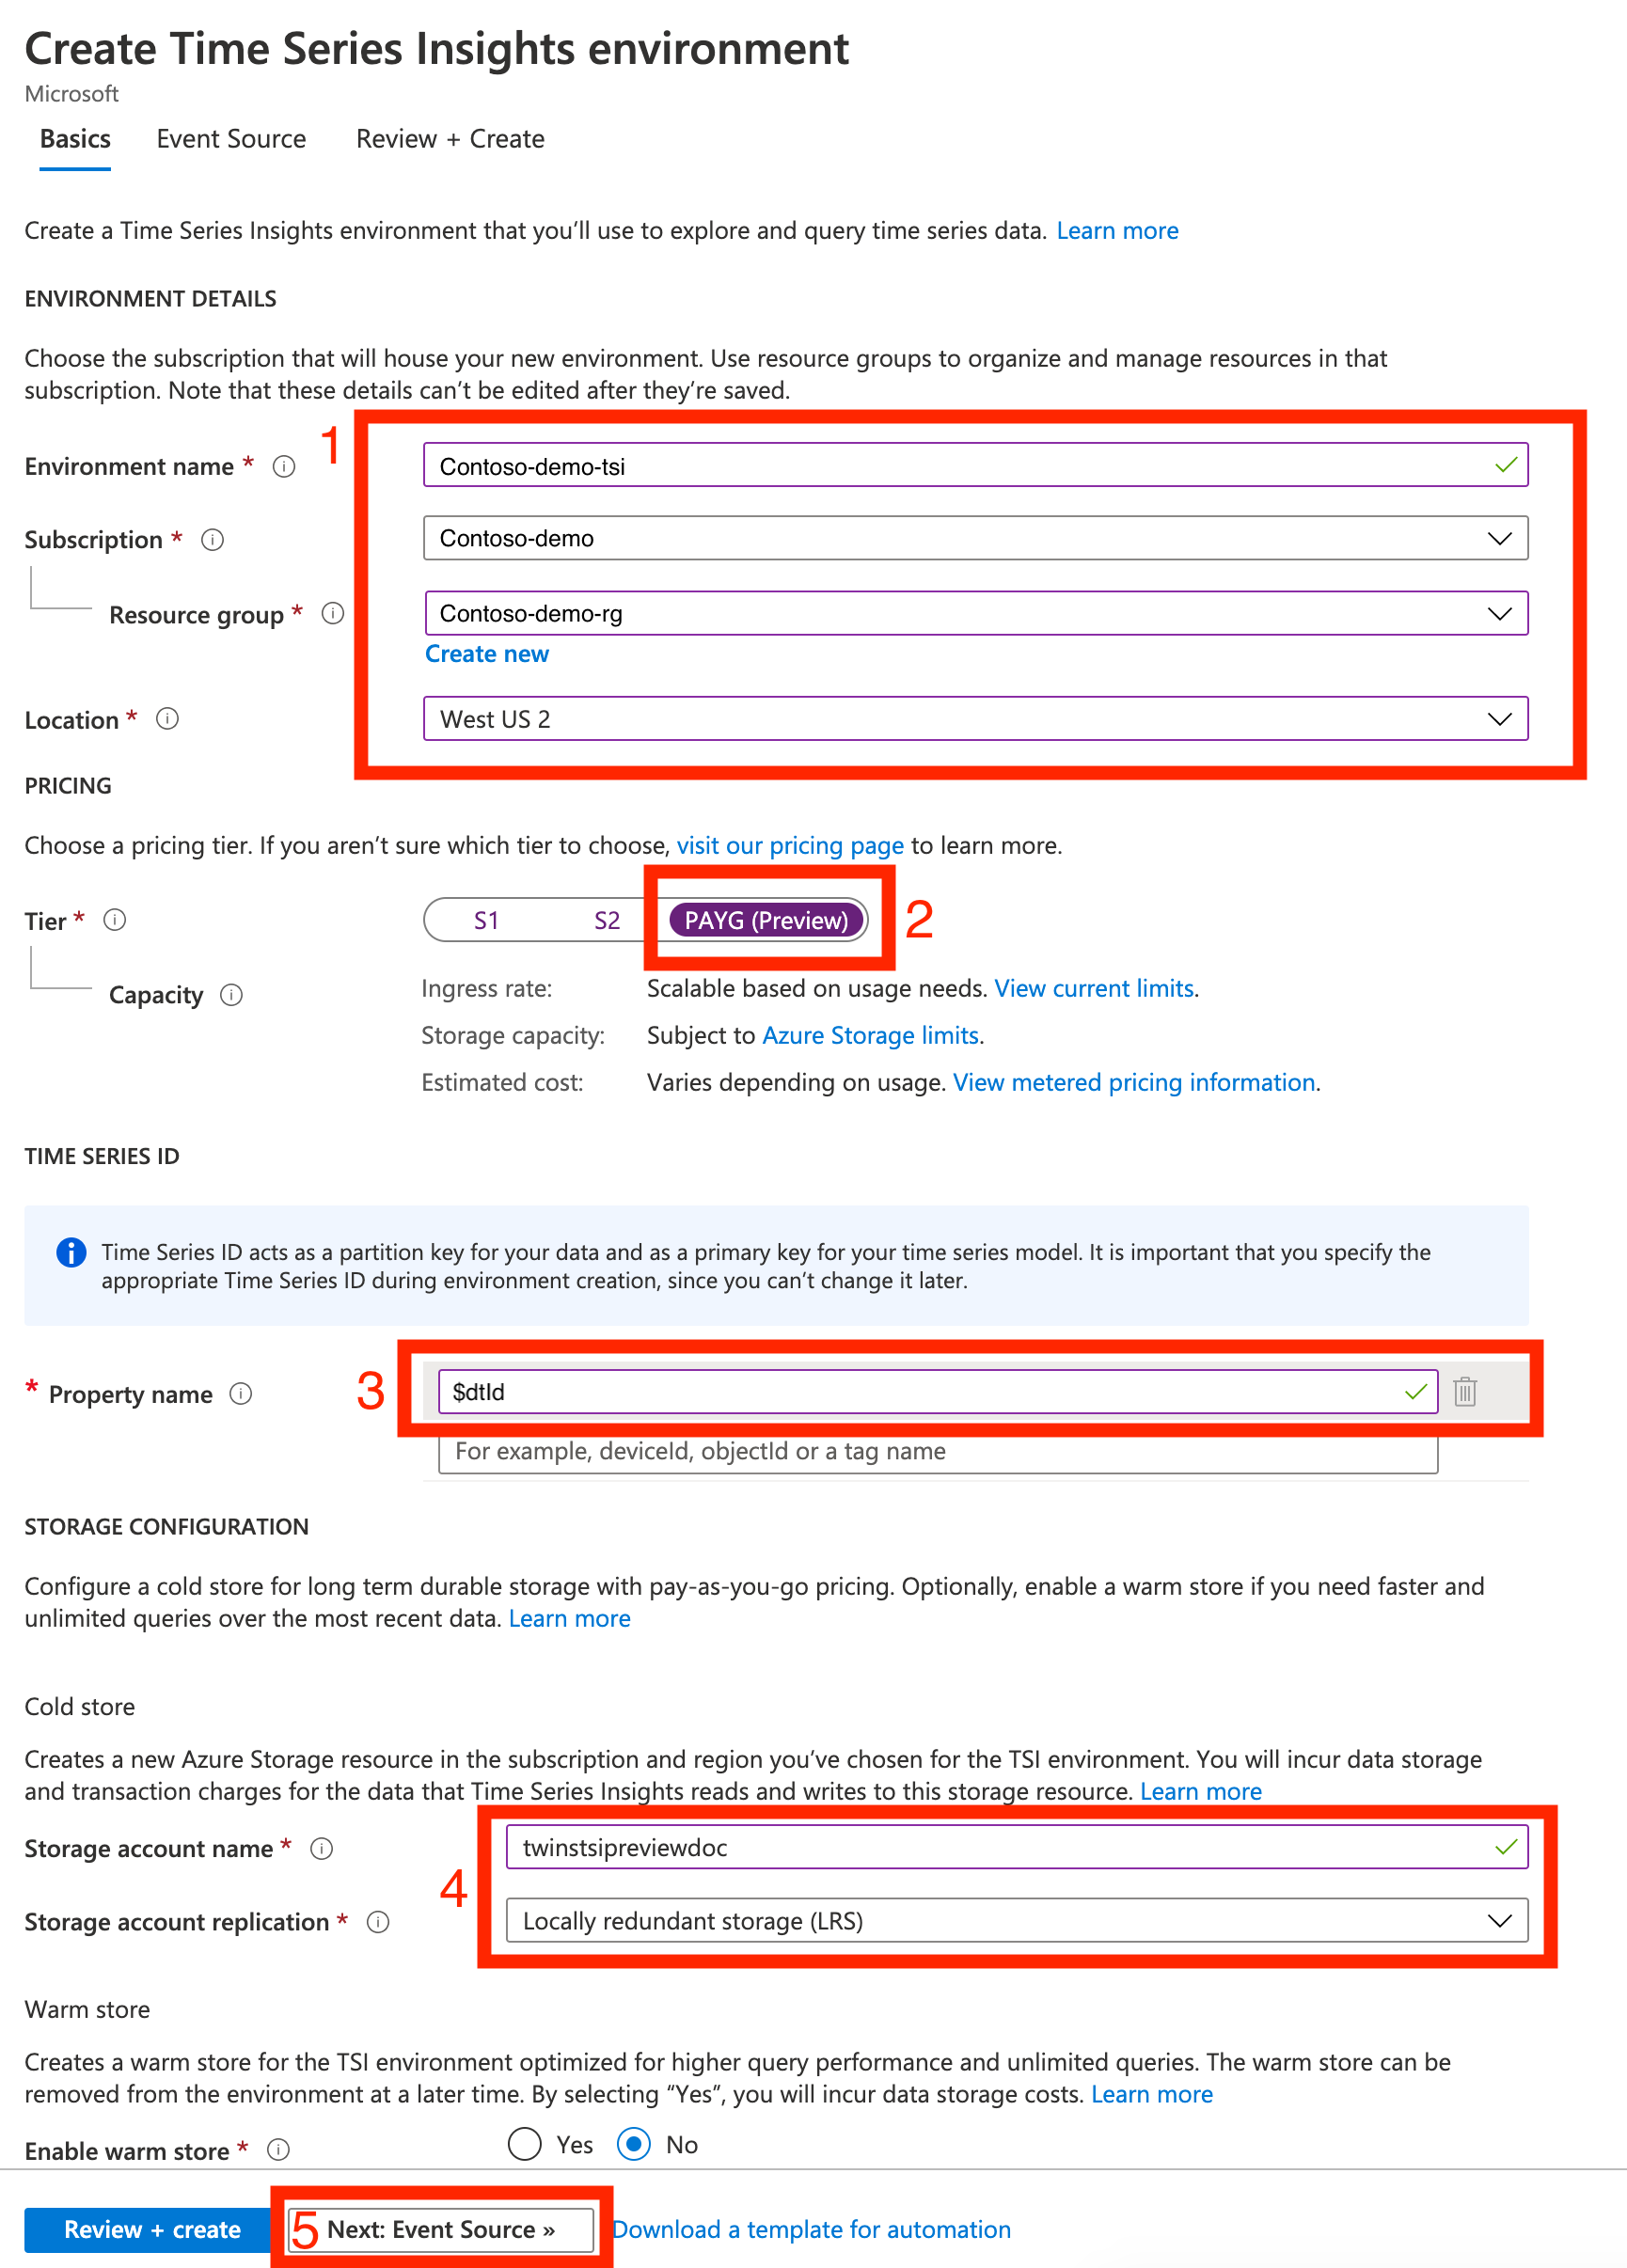 Create Time Series Insights environment
Microsoft
Basics Event Source Review + Create
Create a Time Series Insights environment that you’ll use to explore and query time series data. Learn more
ENVIRONMENT DETAILS
Choose the subscription that will house your new environment. Use resource groups to organize and manage resources in that
subscription. Note that these details can’t be edited after they’re saved.
1
Environment name * Contoso-demo-tsi
Subscription * Contoso-demo
Resource group * Contoso-demo-rg
Create new
Location * West US 2
PRICING
Choose a pricing tier. If you aren’t sure which tier to choose, visit our pricing page to learn more.
Tier * S1 S2 PAYG (Preview) 2
Capacity Ingress rate: Scalable based on usage needs. View current limits.
Storage capacity: Subject to Azure Storage limits.
Estimated cost: Varies depending on usage. View metered pricing information.
TIME SERIES ID
Time Series ID acts as a partition key for your data and as a primary key for your time series model. It is important that you specify the
appropriate Time Series ID during environment creation, since you can’t change it later.
* Property name 3 $dtId
For example, deviceId, objectId or a tag name
STORAGE CONFIGURATION
Configure a cold store for long term durable storage with pay-as-you-go pricing. Optionally, enable a warm store if you need faster and
unlimited queries over the most recent data. Learn more
Cold store
Creates a new Azure Storage resource in the subscription and region you’ve chosen for the TSI environment. You will incur data storage
and transaction charges for the data that Time Series Insights reads and writes to this storage resource. Learn more
Storage account name * twinstsipreviewdoc
4
Storage account replication * Locally redundant storage (LRS)
Warm store
Creates a warm store for the TSI environment optimized for higher query performance and unlimited queries. The warm store can be
removed from the environment at a later time. By selecting “Yes”, you will incur data storage costs. Learn more
Enable warm store * Yes No
Review + create 5 Next: Event Source » Download a template for automation